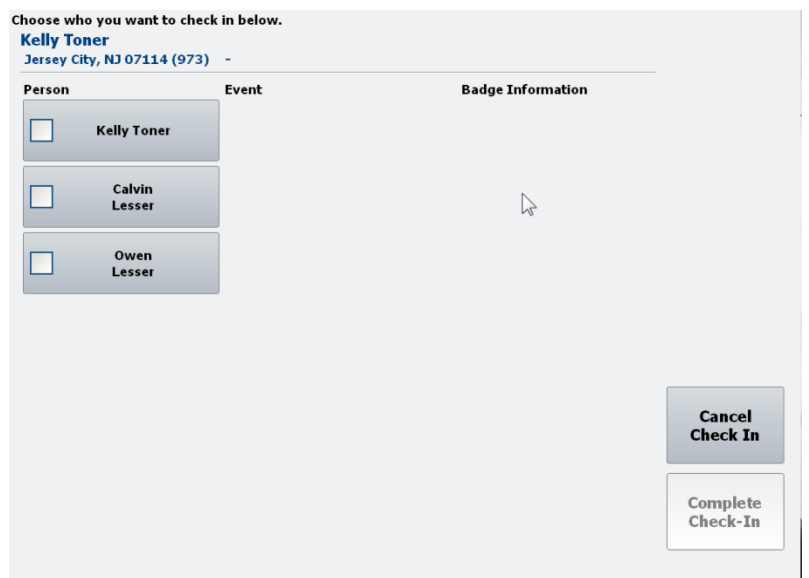 Choose who you want to check in below.
Kelly Toner
Jersey City, NJ 07114 (973) -
Person Event Badge Information
Kelly Toner
Calvin
Lesser
Owen
Lesser
Cancel
Check In
Complete
Check-In